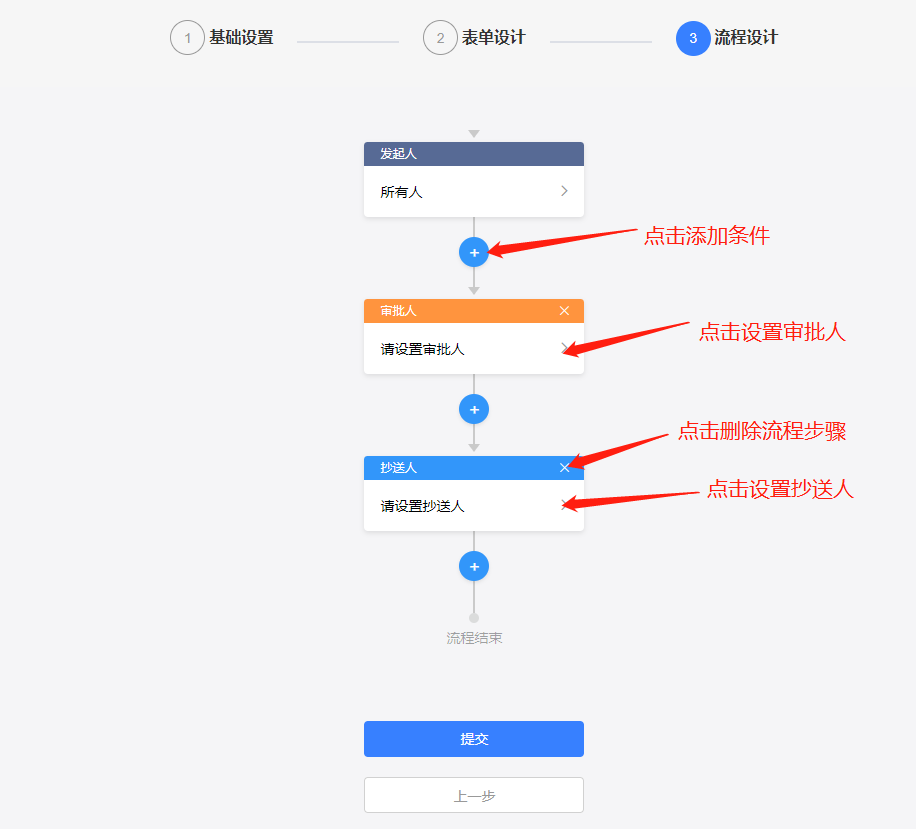 1 基础设置 2 表单设计 3 流程设计
发起人
所有人
点击添加条件
审批人
点击设置审批人
请设置审批人
点击删除流程步骤
抄送人
点击设置抄送人
请设置抄送人
流程结束
提交
上一步